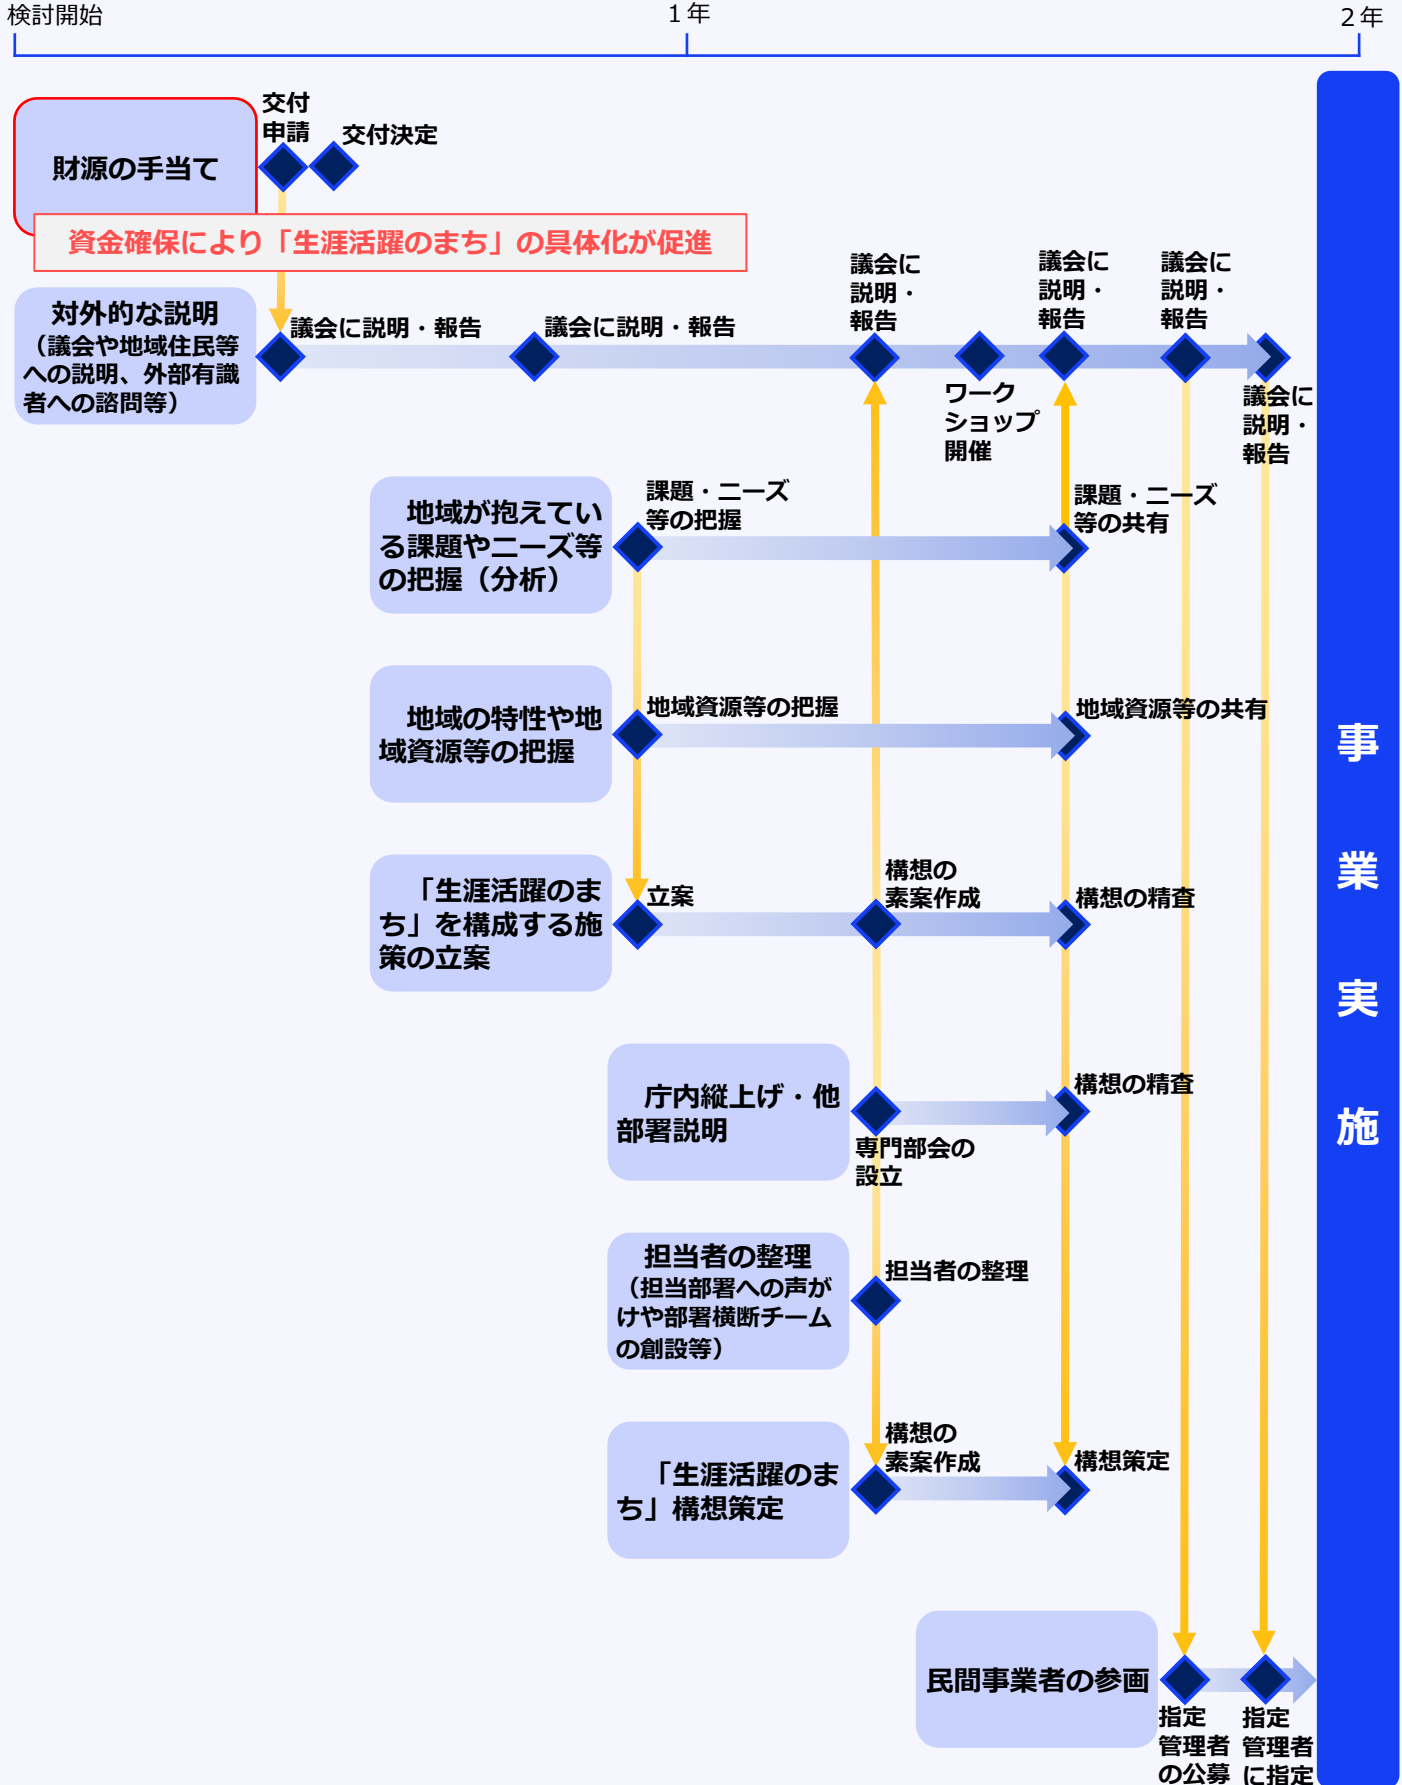 検討開始
１年
２年
財源の手当て
交付
申請
交付決定
資金確保により「生涯活躍のまち」の具体化が促進
対外的な説明
（議会や地域住民等
への説明、外部有識
者への諮問等）
議会に説明・報告
議会に説明・報告
議会に
説明・
報告
ワーク
ショップ
開催
議会に
説明・
報告
議会に
説明・
報告
議会に
説明・
報告
地域が抱えてい
る課題やニーズ等
の把握（分析）
課題・ニーズ
等の把握
課題・ニーズ
等の共有
地域の特性や地
域資源等の把握
地域資源等の把握
地域資源等の共有
「生涯活躍のま
ち」を構成する施
策の立案
立案
構想の
素案作成
構想の精査
庁内縦上げ・他
部署説明
専門部会の
設立
構想の精査
担当者の整理
（担当部署への声が
けや部署横断チーム
の創設等）
担当者の整理
「生涯活躍のま
ち」構想策定
構想の
素案作成
構想策定
民間事業者の参画
指定
管理者
の公募
指定
管理者
に指定
事業実施